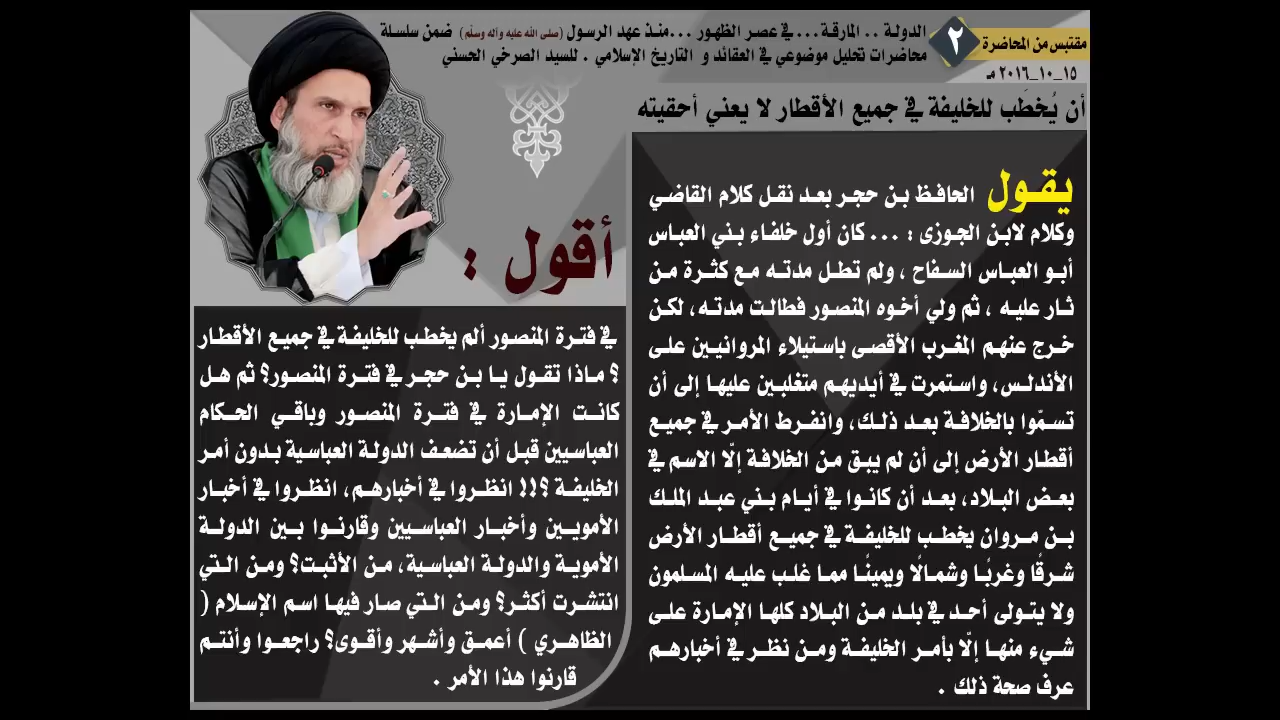 مقتبس من المحاضرة
٢
الدولة .. المارقة ... في عصر الظهور ... منذ عهد الرسول (صلى الله عليه وآله وسلّم) ضمن سلسلة
محاضرات تحليل موضوعي في العقائد و التاريخ الإسلامي . للسيد الصرخي الحسني
١٥_١٠_٢٠١٦ مـ
أن يُخطَب للخليفة في جميع الأقطار لا يعني أحقيته
يقول الحافظ بن حجر بعد نقل كلام القاضي
وكلام لابن الجوزى : ... كان أول خلفاء بني العباس
أبو العباس السفاح ، ولم تطل مدته مع كثرة من
ثار عليه ، ثم ولي أخوه المنصور فطالت مدته، لكن
خرج عنهم المغرب الأقصى باستيلاء المروانيين على
الأندلس، واستمرت في أيديهم متغلبين عليها إلى أن
تسمّوا بالخلافة بعد ذلك، وانفرط الأمر في جميع
أقطار الأرض إلى أن لم يبق من الخلافة إلّا الاسم في
بعض البلاد، بعد أن كانوا في أيام بني عبد الملك
بن مروان يخطب للخليفة في جميع أقطار الأرض
شرقًا وغربًا وشمالًا ويمينًا مما غلب عليه المسلمون
ولا يتولى أحد في بلد من البلاد كلها الإمارة على
شيء منها إلّا بأمر الخليفة ومن نظر في أخبارهم
عرف صحة ذلك .
أقول :
في فترة المنصور ألم يخطب للخليفة في جميع الأقطار
؟ ماذا تقول يا بن حجر في فترة المنصور؟ ثم هل
كانت الإمارة في فترة المنصور وباقي الحكام
العباسيين قبل أن تضعف الدولة العباسية بدون أمر
الخليفة ؟!! انظروا في أخبارهم، انظروا في أخبار
الأمويين وأخبار العباسيين وقارنوا بين الدولة
الأموية والدولة العباسية، من الأثبت؟ ومن التي
انتشرت أكثر؟ ومن التي صار فيها اسم الإسلام (
الظاهري ) أعمق وأشهر وأقوى؟ راجعوا وأنتم
قارنوا هذا الأمر .